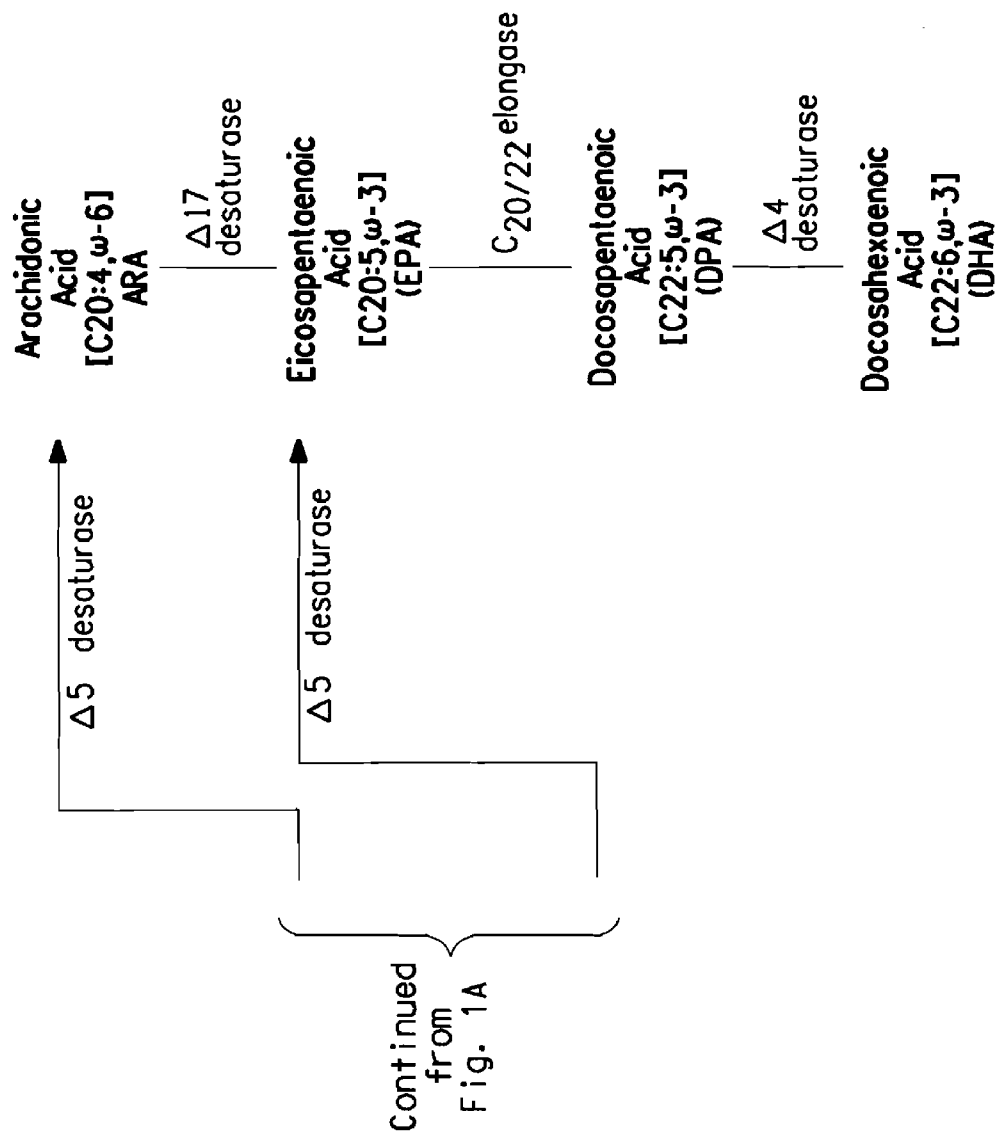 Continued
from
Fig. 1A
Δ5 desaturase
Δ5 desaturase
Arachidonic
Acid
[C20:4,ω-6]
ARA
Δ17
desaturase
Eicosapentaenoic
Acid
[C20:5,ω-3]
(EPA)
C20/22 elongase
Docosapentaenoic
Acid
[C22:5,ω-3]
(DPA)
Δ4
desaturase
Docosahexaenoic
Acid
[C22:6,ω-3]
(DHA)